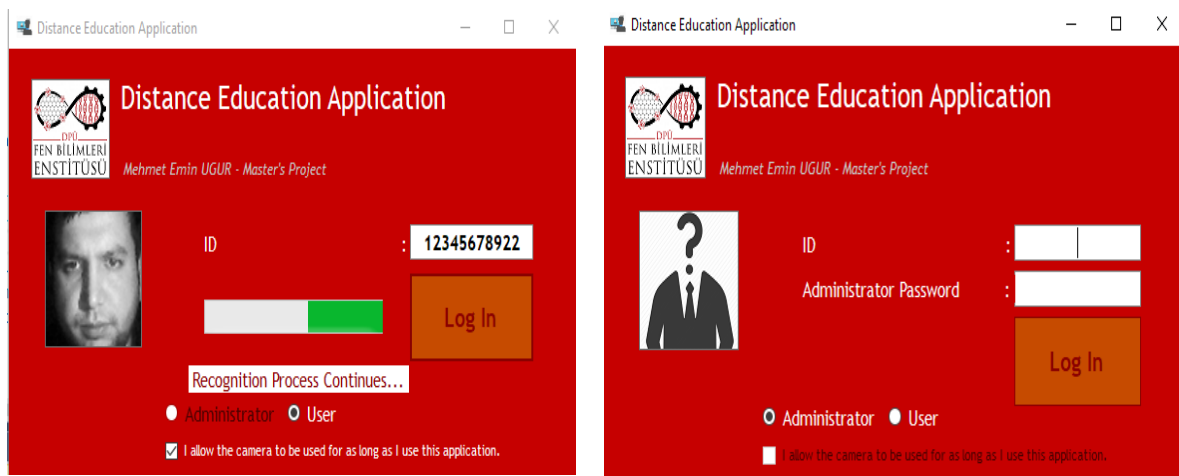 Distance Education Application
Distance Education Application
DPÜ
FEN BİLİMLERİ
ENSTİTÜSÜ
Mehmet Emin UGUR - Master's Project
ID : 12345678922
Log In
Recognition Process Continues...
Administrator User
I allow the camera to be used for as long as I use this application.
Distance Education Application
Distance Education Application
DPÜ
FEN BİLİMLERİ
ENSTİTÜSÜ
Mehmet Emin UGUR - Master's Project
ID :
Administrator Password :
Log In
Administrator User
I allow the camera to be used for as long as I use this application.